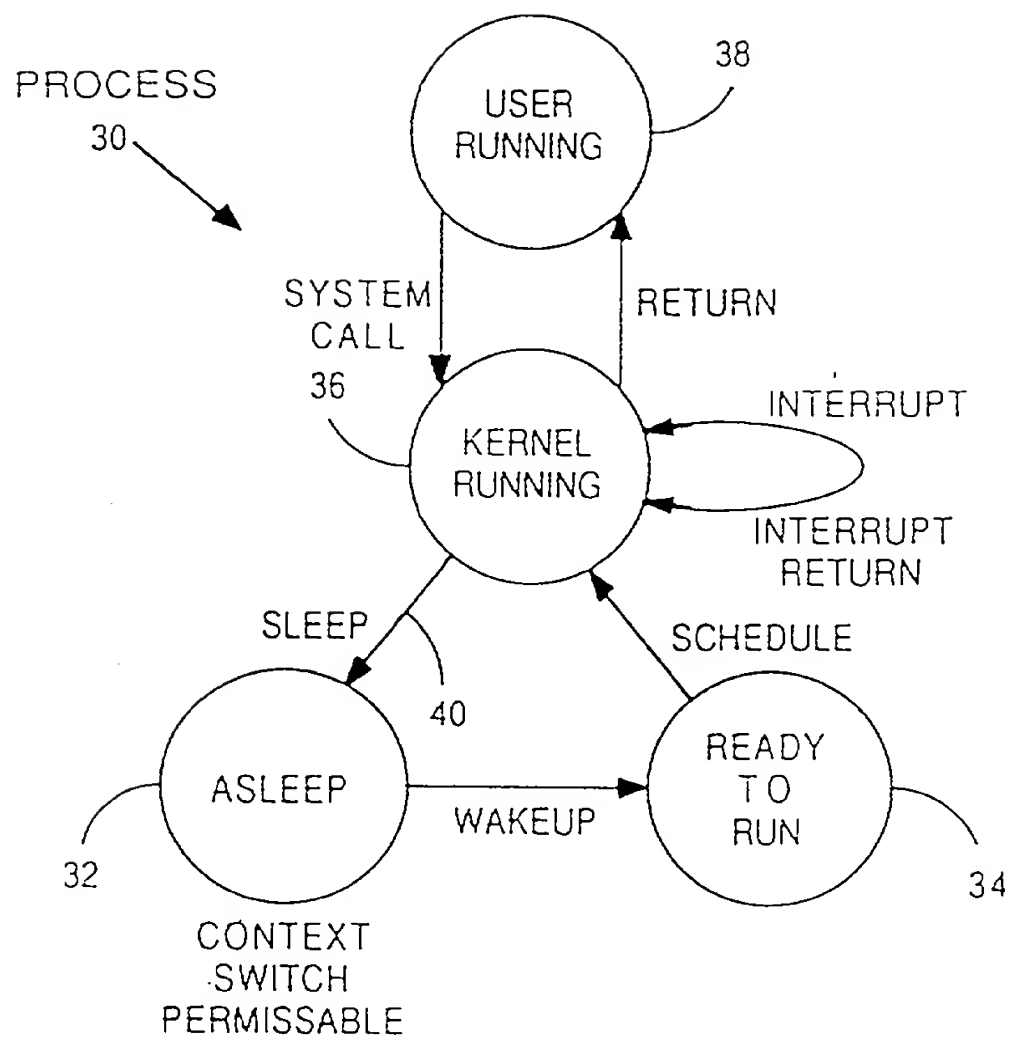 PROCESS
30
38
USER
RUNNING
SYSTEM
CALL
RETURN
36
INTERRUPT
KERNEL
RUNNING
INTERRUPT
RETURN
SLEEP
SCHEDULE
40
ASLEEP
READY
TO
RUN
WAKEUP
32
34
CONTEXT
SWITCH
PERMISSABLE